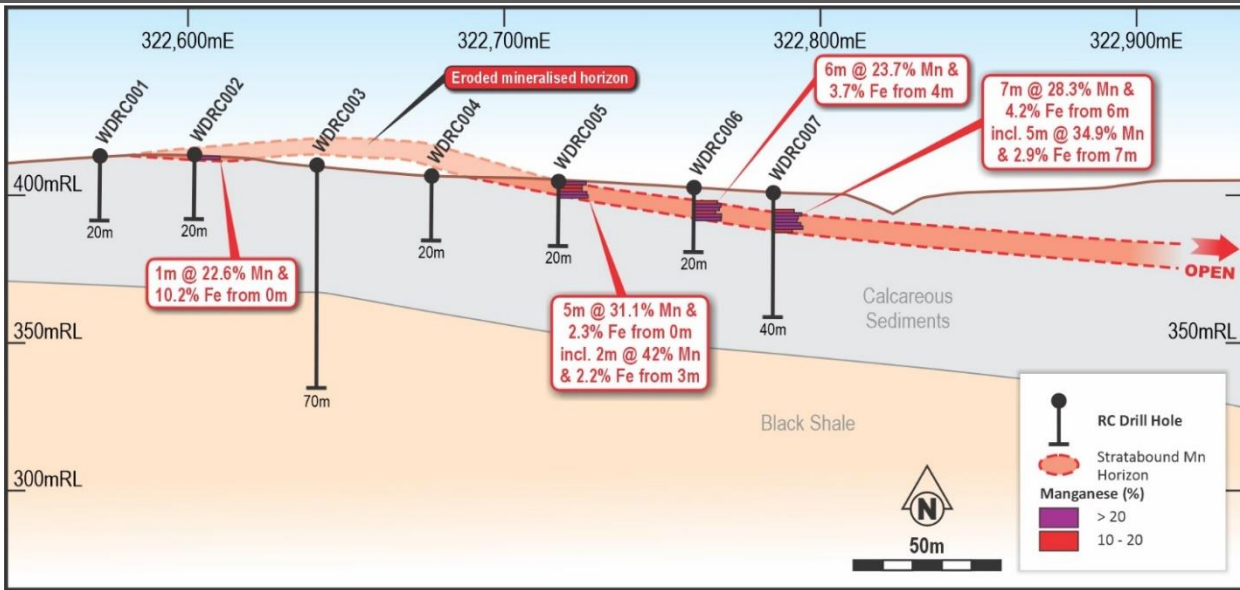 322,600mE
322,700mE
322,800mE
322,900mE
WDRC001
WDRC002
WDRC003
WDRC004
WDRC005
WDRC006
WDRC007
Eroded mineralised horizon
6m @ 23.7% Mn &
3.7% Fe from 4m
7m @ 28.3% Mn &
4.2% Fe from 6m
incl. 5m @ 34.9% Mn
& 2.9% Fe from 7m
400mRL
20m
20m
20m
20m
20m
OPEN
1m @ 22.6% Mn &
10.2% Fe from 0m
5m @ 31.1% Mn &
2.3% Fe from 0m
incl. 2m @ 42% Mn
& 2.2% Fe from 3m
Calcareous
Sediments
40m
350mRL
350mRL
70m
Black Shale
300mRL
N
50m
RC Drill Hole
Stratabound Mn
Horizon
Manganese (%)
> 20
10 - 20